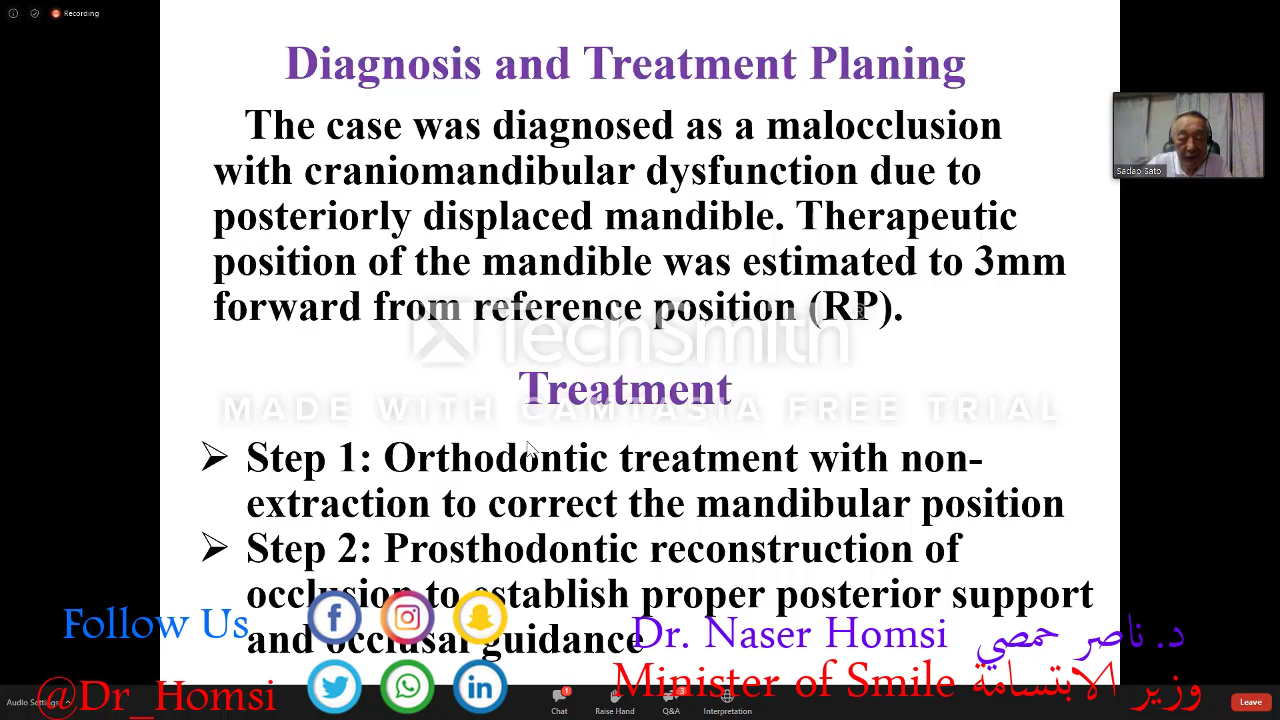 Recording
Diagnosis and Treatment Planing
The case was diagnosed as a malocclusion
with craniomandibular dysfunction due to
posteriorly displaced mandible. Therapeutic
position of the mandible was estimated to 3mm
forward from reference position (RP).
Sadao Sato
TechSmith®
Treatment
MADE WITH CAMTASIA FREE TRIAL
Step 1: Orthodontic treatment with non-
extraction to correct the mandibular position
Step 2: Prosthodontic reconstruction of
occlusion to establish proper posterior support
and occlusal guidance
Follow Us
Dr. Naser Homsi د. ناصر حمصي
@Dr_Homsi
Minister of Smile وزير الابتسامة
Audio Settings
Chat 1
Raise Hand
Q&A 3
Interpretation
Leave